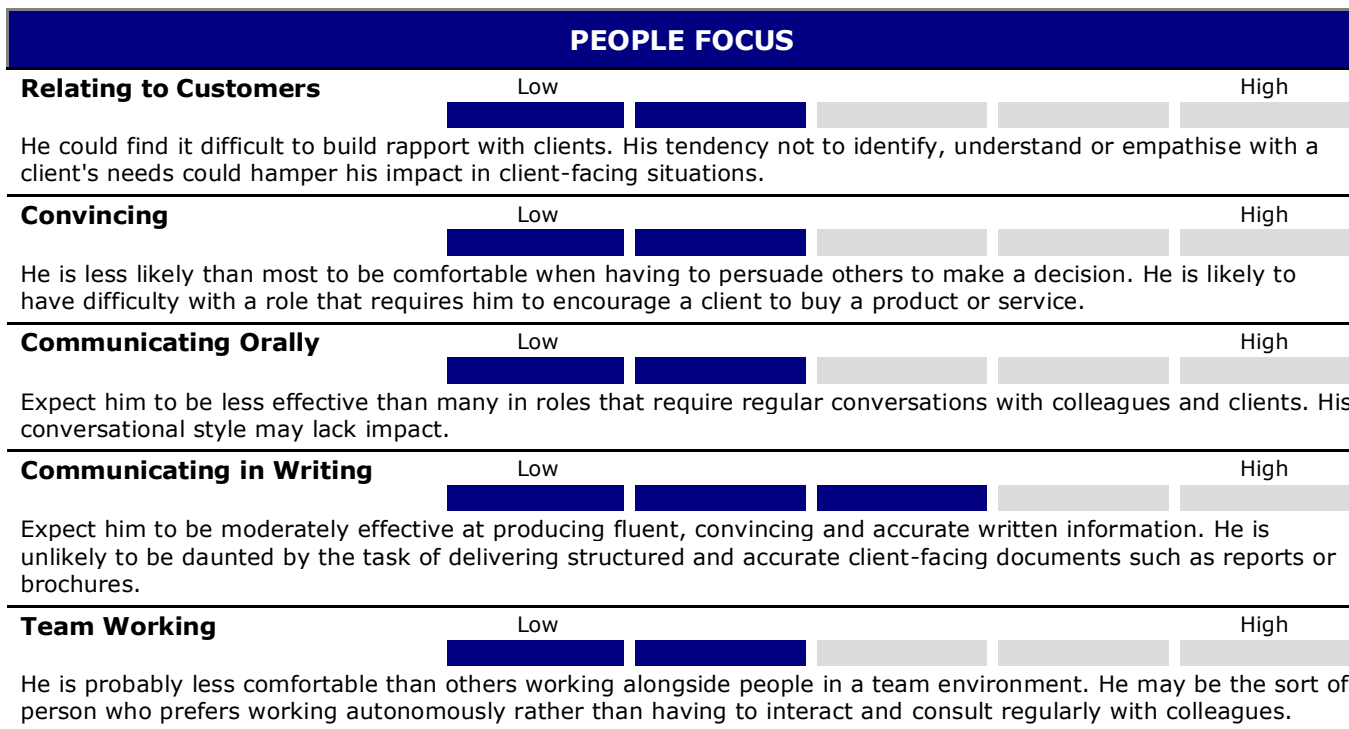 PEOPLE FOCUS
Relating to Customers Low High
He could find it difficult to build rapport with clients. His tendency not to identify, understand or empathise with a
client's needs could hamper his impact in client-facing situations.
Convincing Low High
He is less likely than most to be comfortable when having to persuade others to make a decision. He is likely to
have difficulty with a role that requires him to encourage a client to buy a product or service.
Communicating Orally Low High
Expect him to be less effective than many in roles that require regular conversations with colleagues and clients. His
conversational style may lack impact.
Communicating in Writing Low High
Expect him to be moderately effective at producing fluent, convincing and accurate written information. He is
unlikely to be daunted by the task of delivering structured and accurate client-facing documents such as reports or
brochures.
Team Working Low High
He is probably less comfortable than others working alongside people in a team environment. He may be the sort of
person who prefers working autonomously rather than having to interact and consult regularly with colleagues.